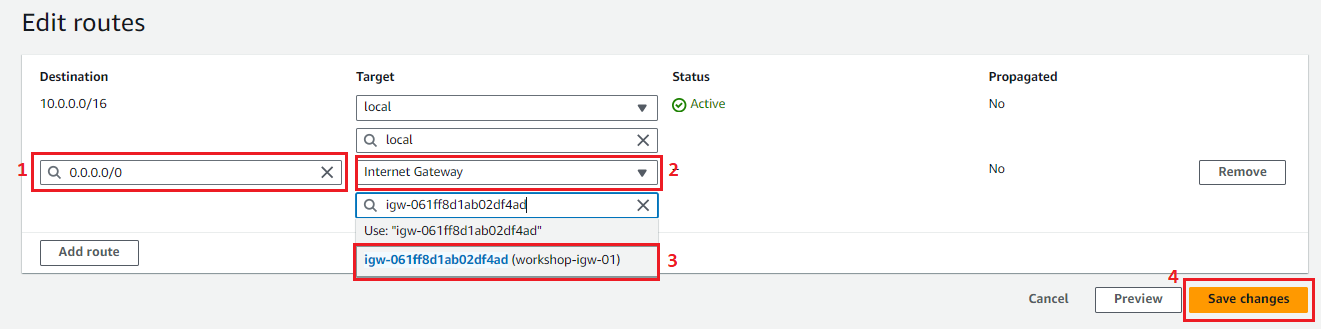 Edit routes
Destination Target Status Propagated
10.0.0.0/16 local Active No
local
1 0.0.0.0/0 Internet Gateway 2 - No Remove
igw-061ff8d1ab02df4ad
Use: "igw-061ff8d1ab02df4ad"
Add route igw-061ff8d1ab02df4ad (workshop-igw-01) 3
4
Cancel Preview Save changes